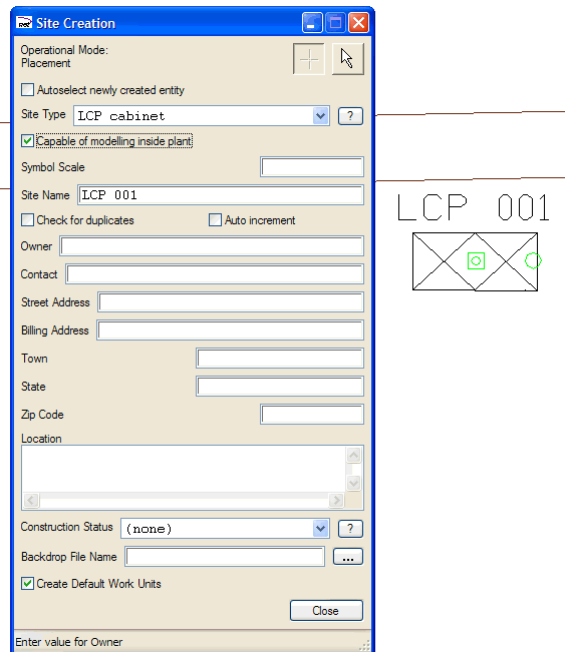 Site Creation
Operational Mode:
Placement
Autoselect newly created entity
Site Type LCP cabinet ?
Capable of modelling inside plant
Symbol Scale
Site Name LCP 001
Check for duplicates Auto increment
Owner
Contact
Street Address
Billing Address
Town
State
Zip Code
Location
Construction Status (none) ?
Backdrop File Name ...
Create Default Work Units
Close
Enter value for Owner
LCP 001